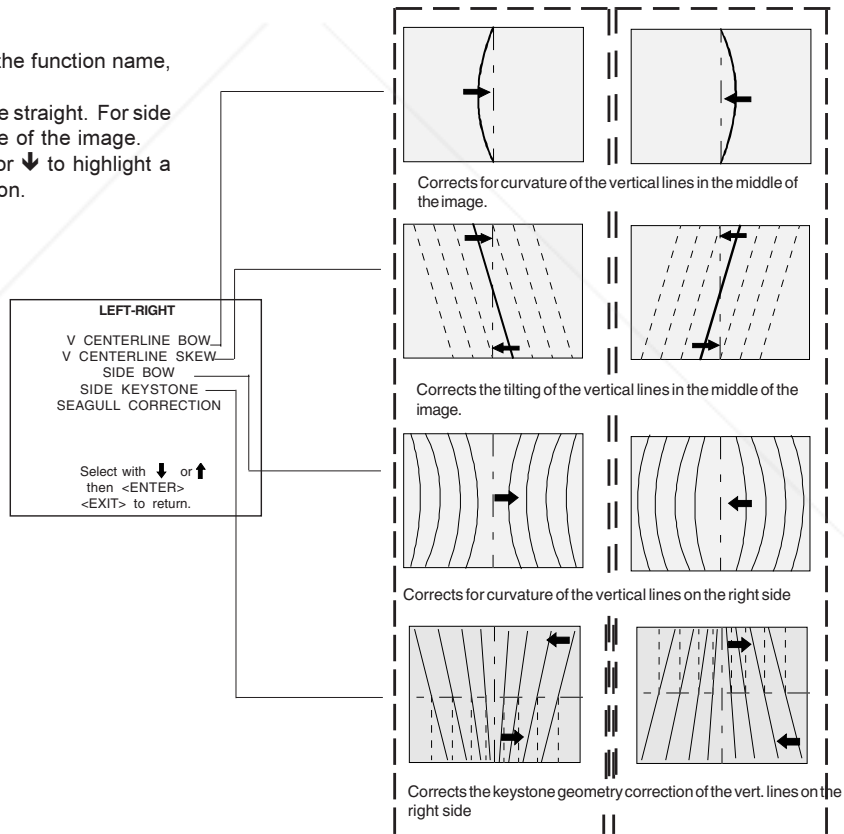 the function name,
e straight. For side
e of the image.
or ↓ to highlight a
on.
LEFT-RIGHT
V CENTERLINE BOW
V CENTERLINE SKEW
SIDE BOW
SIDE KEYSTONE
SEAGULL CORRECTION
Select with ↓ or ↑
then <ENTER>
<EXIT> to return.
Corrects for curvature of the vertical lines in the middle of
the image.
Corrects the tilting of the vertical lines in the middle of the
image.
Corrects for curvature of the vertical lines on the right side
Corrects the keystone geometry correction of the vert. lines on the
right side